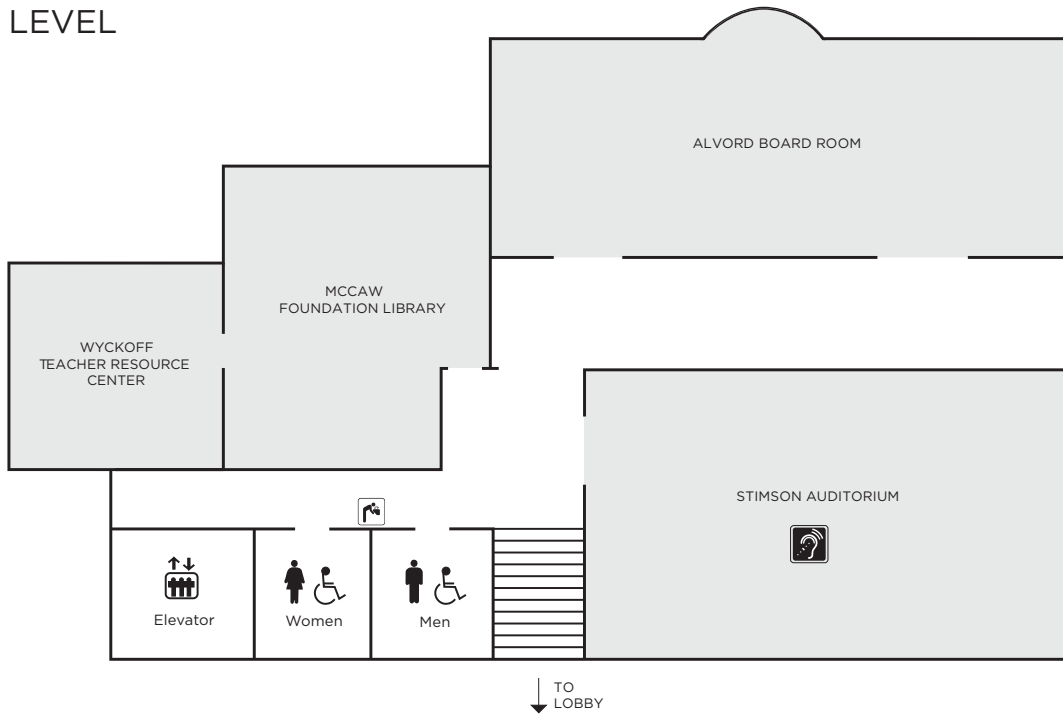 LEVEL
ALVORD BOARD ROOM
MCCAW
FOUNDATION LIBRARY
WYCKOFF
TEACHER RESOURCE
CENTER
STIMSON AUDITORIUM
Elevator
Women
Men
TO
LOBBY